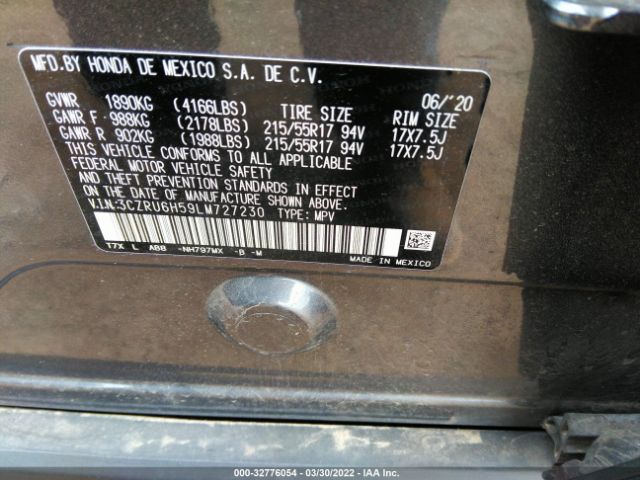 MFD.BY HONDA DE MEXICO S.A. DE C.V.
06/'20
GVWR 1890KG (4166LBS) TIRE SIZE RIM SIZE
GAWR F 988KG (2178LBS) 215/55R17 94V 17X7.5J
GAWR R 902KG (1988LBS) 215/55R17 94V 17X7.5J
THIS VEHICLE CONFORMS TO ALL APPLICABLE
FEDERAL MOTOR VEHICLE SAFETY
AND THEFT PREVENTION STANDARDS IN EFFECT
ON THE DATE OF MANUFACTURE SHOWN ABOVE.
V.I.N:3CZRU6H59LM727230 TYPE: MPV
T7X L ABB -NH797MX -B -M
MADE IN MEXICO
000-32776054 - 03/30/2022 - IAA Inc.